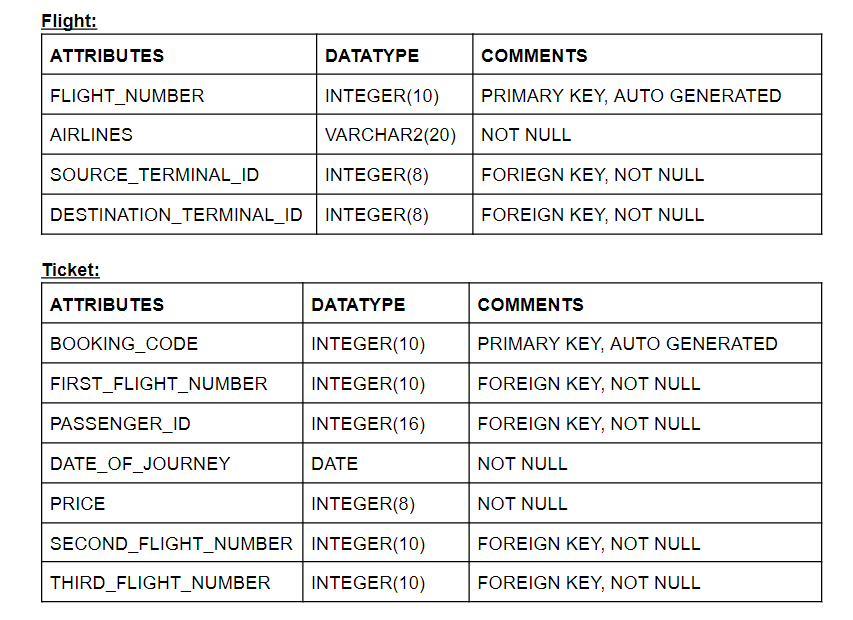 Flight:
ATTRIBUTES DATATYPE COMMENTS
FLIGHT_NUMBER INTEGER(10) PRIMARY KEY, AUTO GENERATED
AIRLINES VARCHAR2(20) NOT NULL
SOURCE_TERMINAL_ID INTEGER(8) FORIEGN KEY, NOT NULL
DESTINATION_TERMINAL_ID INTEGER(8) FOREIGN KEY, NOT NULL
Ticket:
ATTRIBUTES DATATYPE COMMENTS
BOOKING_CODE INTEGER(10) PRIMARY KEY, AUTO GENERATED
FIRST_FLIGHT_NUMBER INTEGER(10) FOREIGN KEY, NOT NULL
PASSENGER_ID INTEGER(16) FOREIGN KEY, NOT NULL
DATE_OF_JOURNEY DATE NOT NULL
PRICE INTEGER(8) NOT NULL
SECOND_FLIGHT_NUMBER INTEGER(10) FOREIGN KEY, NOT NULL
THIRD_FLIGHT_NUMBER INTEGER(10) FOREIGN KEY, NOT NULL